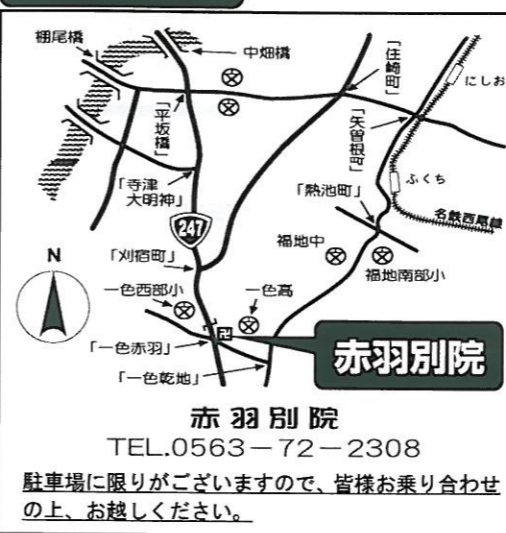 棚尾橋
中畑橋
「住崎町」
にしお
「平坂橋」
「矢曽根町」
ふくち
「寺津
大明神」
「熱池町」
名鉄西尾線
247
福地中
「刈宿町」
福地南部小
N
一色西部小
一色高
「一色赤羽」
赤羽別院
「一色乾地」
赤羽別院
TEL.0563－72－2308
駐車場に限りがございますので、皆様お乗り合わせ
の上、お越しください。